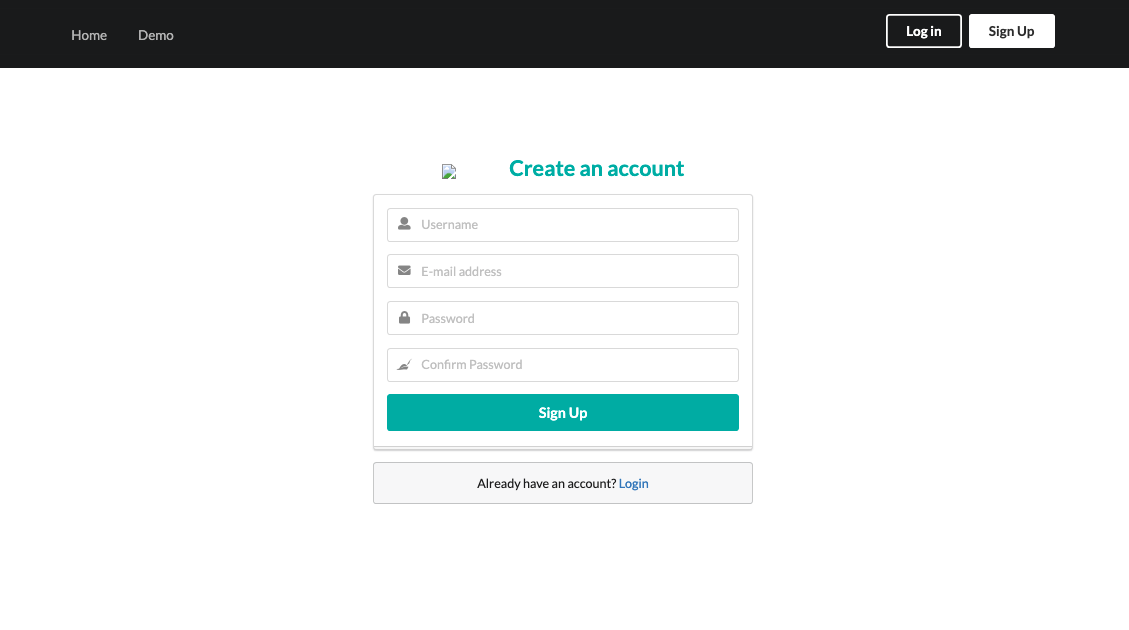 Home Demo Log in Sign Up
Create an account
Username
E-mail address
Password
Confirm Password
Sign Up
Already have an account? Login